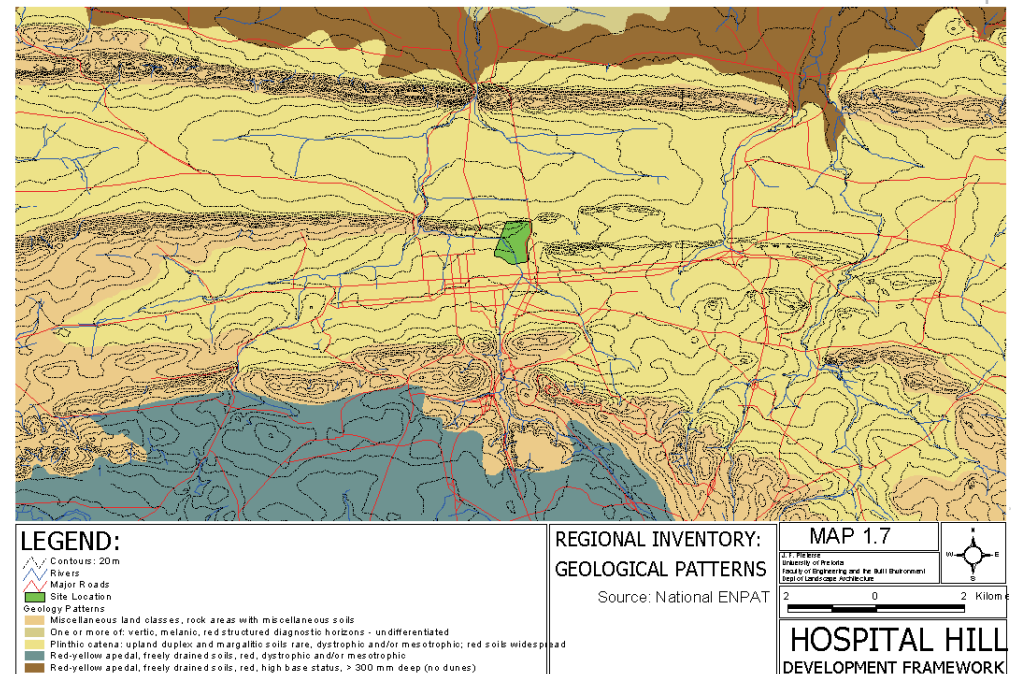 LEGEND:
Contours: 20m
Rivers
Major Roads
Site Location
Geology Patterns
Miscellaneous land classes, rock areas with miscellaneous soils
One or more of: vertic, melanic, red structured diagnostic horizons - undifferentiated
Plinthic catena: upland duplex and margalitic soils rare, dystrophic and/or mesotrophic; red soils widespread
Red-yellow apedal, freely drained soils, red, dystrophic and/or mesotrophic
Red-yellow apedal, freely drained soils, red, high base status, > 300 mm deep (no dunes)
REGIONAL INVENTORY:
GEOLOGICAL PATTERNS
Source: National ENPAT
MAP 1.7
J. F. Pieterse
University of Pretoria
Faculty of Engineering and the Built Environment
Dept of Landscape Architecture
N
W E
S
2 0 2 Kilome
HOSPITAL HILL
DEVELOPMENT FRAMEWORK